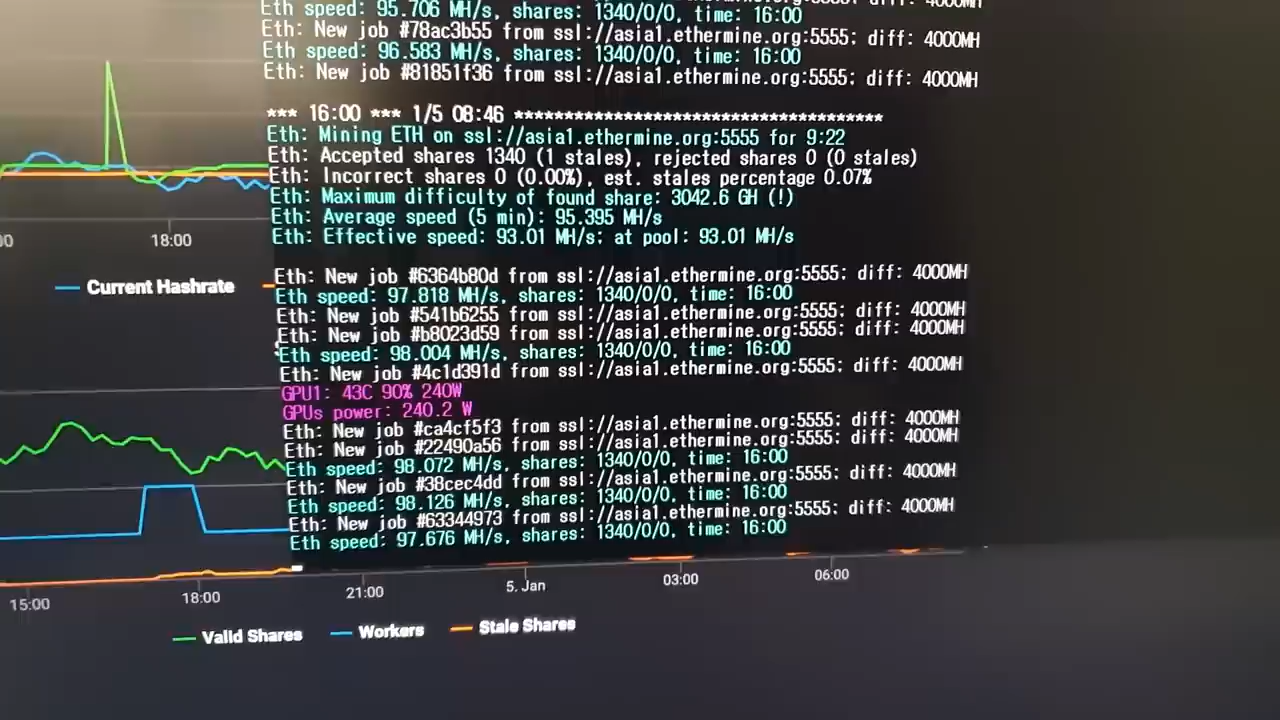 Eth speed: 95.706 MH/s, shares: 1340/0/0, time: 16:00
Eth: New job #78ac3b55 from ssl://asia1.ethermine.org:5555; diff: 4000MH
Eth speed: 96.583 MH/s, shares: 1340/0/0, time: 16:00
Eth: New job #81851f36 from ssl://asia1.ethermine.org:5555; diff: 4000MH
*** 16:00 *** 1/5 08:46 **************************************
Eth: Mining ETH on ssl://asia1.ethermine.org:5555 for 9:22
Eth: Accepted shares 1340 (1 stales), rejected shares 0 (0 stales)
Eth: Incorrect shares 0 (0.00%), est. stales percentage 0.07%
Eth: Maximum difficulty of found share: 3042.6 GH (!)
Eth: Average speed (5 min): 95.395 MH/s
Eth: Effective speed: 93.01 MH/s; at pool: 93.01 MH/s
Eth: New job #6364b80d from ssl://asia1.ethermine.org:5555; diff: 4000MH
Eth speed: 97.818 MH/s, shares: 1340/0/0, time: 16:00
Eth: New job #541b6255 from ssl://asia1.ethermine.org:5555; diff: 4000MH
Eth: New job #b8023d59 from ssl://asia1.ethermine.org:5555; diff: 4000MH
Eth speed: 98.004 MH/s, shares: 1340/0/0, time: 16:00
Eth: New job #4c1d391d from ssl://asia1.ethermine.org:5555; diff: 4000MH
GPU1: 43C 90% 240W
GPUs power: 240.2 W
Eth: New job #ca4cf5f3 from ssl://asia1.ethermine.org:5555; diff: 4000MH
Eth: New job #22490a56 from ssl://asia1.ethermine.org:5555; diff: 4000MH
Eth speed: 98.072 MH/s, shares: 1340/0/0, time: 16:00
Eth: New job #38cec4dd from ssl://asia1.ethermine.org:5555; diff: 4000MH
Eth speed: 98.126 MH/s, shares: 1340/0/0, time: 16:00
Eth: New job #63344973 from ssl://asia1.ethermine.org:5555; diff: 4000MH
Eth speed: 97.676 MH/s, shares: 1340/0/0, time: 16:00
00 18:00
Current Hashrate
15:00 18:00 21:00 5. Jan 03:00 06:00
Valid Shares Workers Stale Shares